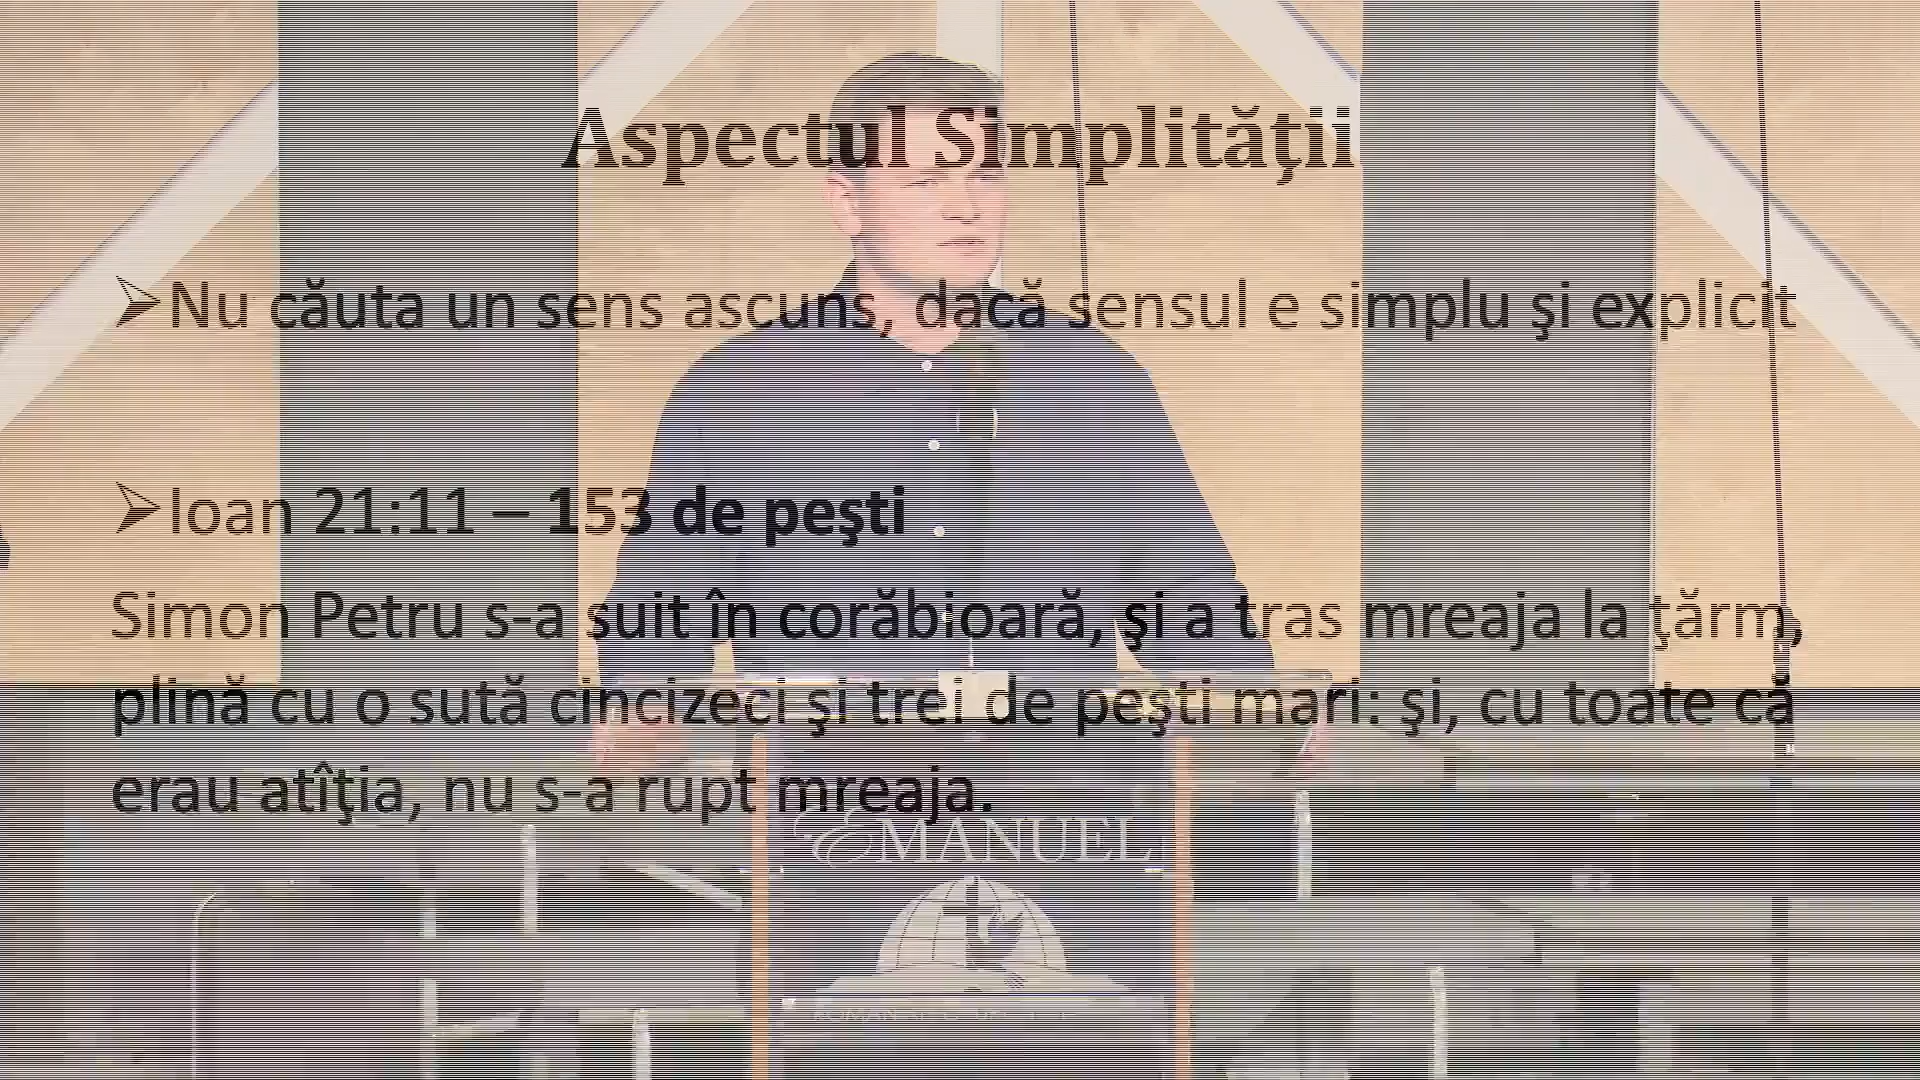 Aspectul Simplităţii
➢Nu căuta un sens ascuns, dacă sensul e simplu şi explicit
➢Ioan 21:11 – 153 de peşti
Simon Petru s-a suit în corăbioară, şi a tras mreaja la ţărm,
plină cu o sută cincizeci şi trei de peşti mari: şi, cu toate că
erau atîţia, nu s-a rupt mreaja.
EMANUEL